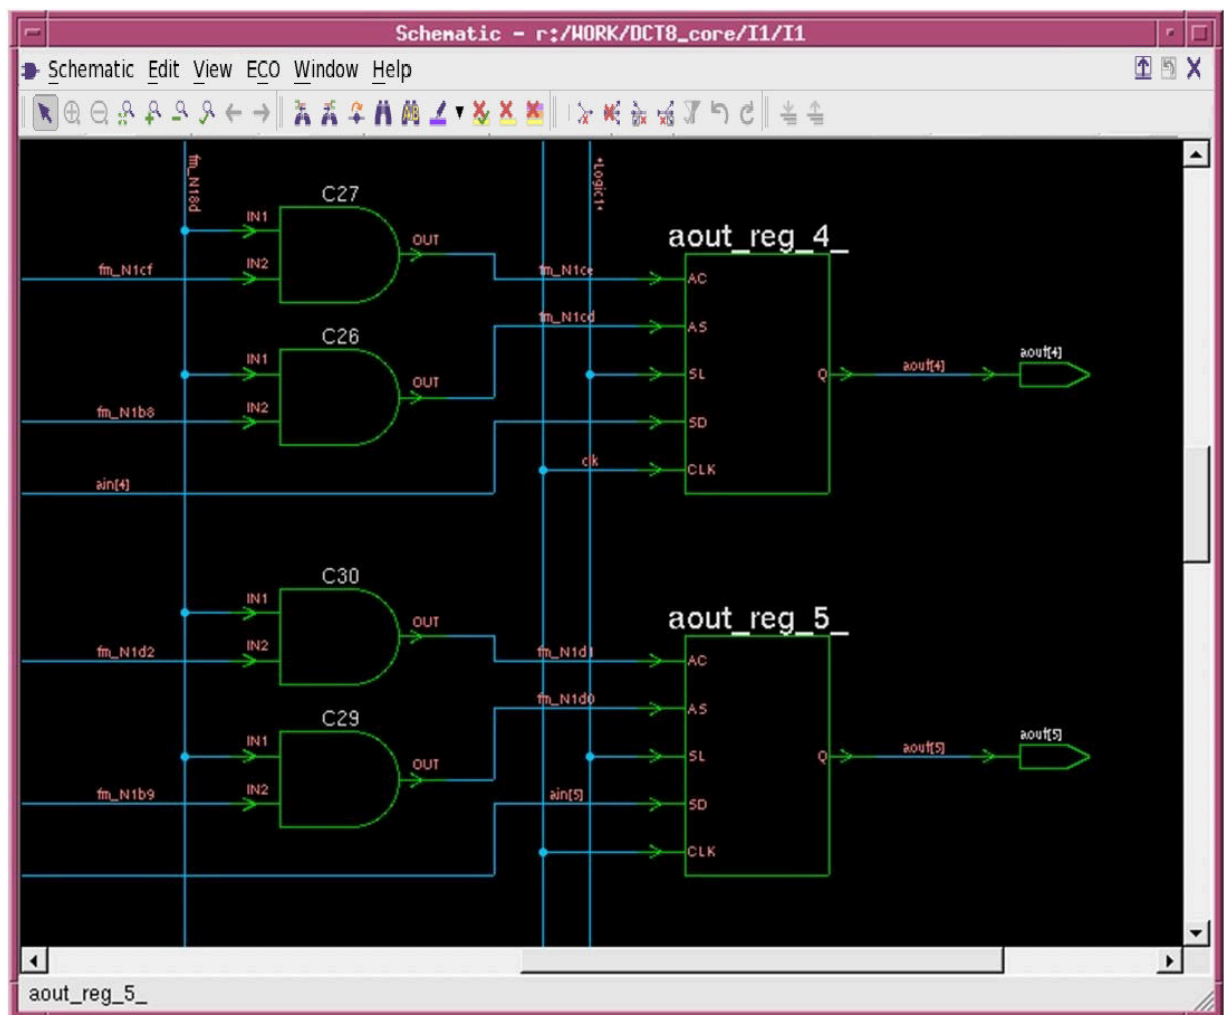 Schematic - r:/WORK/DCT8_core/I1/I1
Schematic Edit View ECO Window Help
fm_N18d
*Logic1*
C27
IN1
OUT
aout_reg_4_
fm_N1cf
IN2
fm_N1ce
AC
C26
fm_N1cd
AS
IN1
OUT
SL
Q
aout[4]
aout[4]
fm_N1b8
IN2
SD
clk
CLK
ain[4]
C30
IN1
OUT
aout_reg_5_
fm_N1d2
IN2
fm_N1d1
AC
C29
fm_N1d0
AS
IN1
OUT
SL
Q
aout[5]
aout[5]
fm_N1b9
IN2
ain[5]
SD
CLK
aout_reg_5_